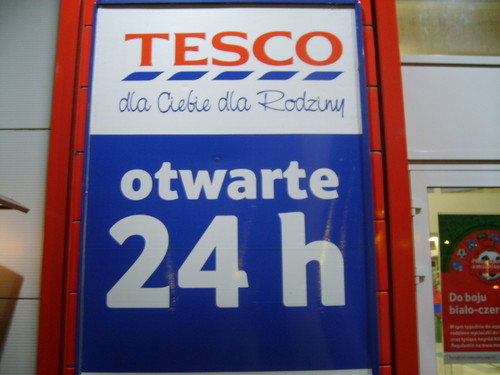 TESCO
dla Ciebie dla Rodziny
otwarte
24 h
Do boju
biało-czer